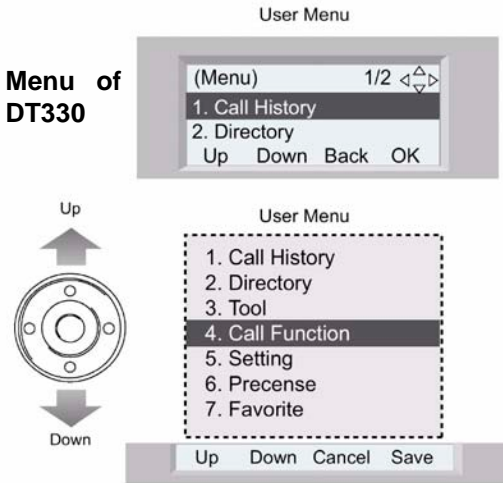 User Menu
Menu of
DT330
(Menu) 1/2
1. Call History
2. Directory
Up Down Back OK
Up
User Menu
1. Call History
2. Directory
3. Tool
4. Call Function
5. Setting
6. Precense
7. Favorite
Down
Up Down Cancel Save